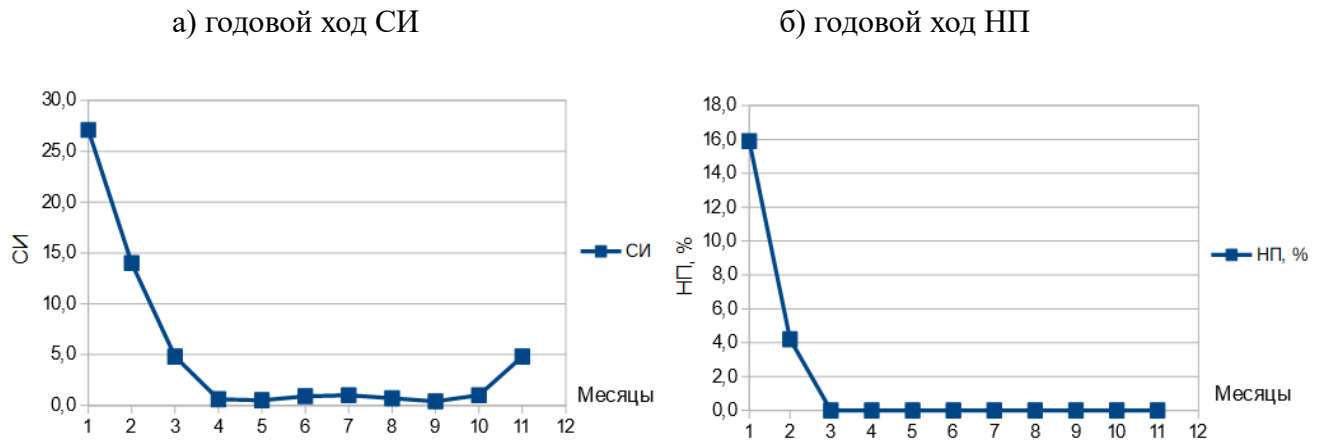 а) годовой ход СИ
30,0
25,0
20,0
15,0
10,0
5,0
0,0
СИ
1 2 3 4 5 6 7 8 9 10 11 12
Месяцы
СИ
б) годовой ход НП
18,0
16,0
14,0
12,0
10,0
8,0
6,0
4,0
2,0
0,0
НП, %
1 2 3 4 5 6 7 8 9 10 11 12
Месяцы
НП, %